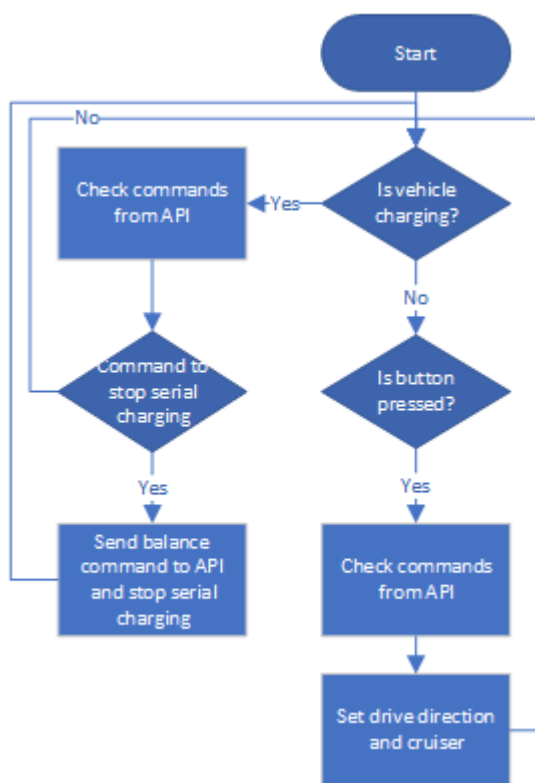 Start
No
Is vehicle
charging?
Yes
Check commands
from API
No
Command to
stop serial
charging
Is button
pressed?
Yes
Yes
Send balance
command to API
and stop serial
charging
Check commands
from API
Set drive direction
and cruiser